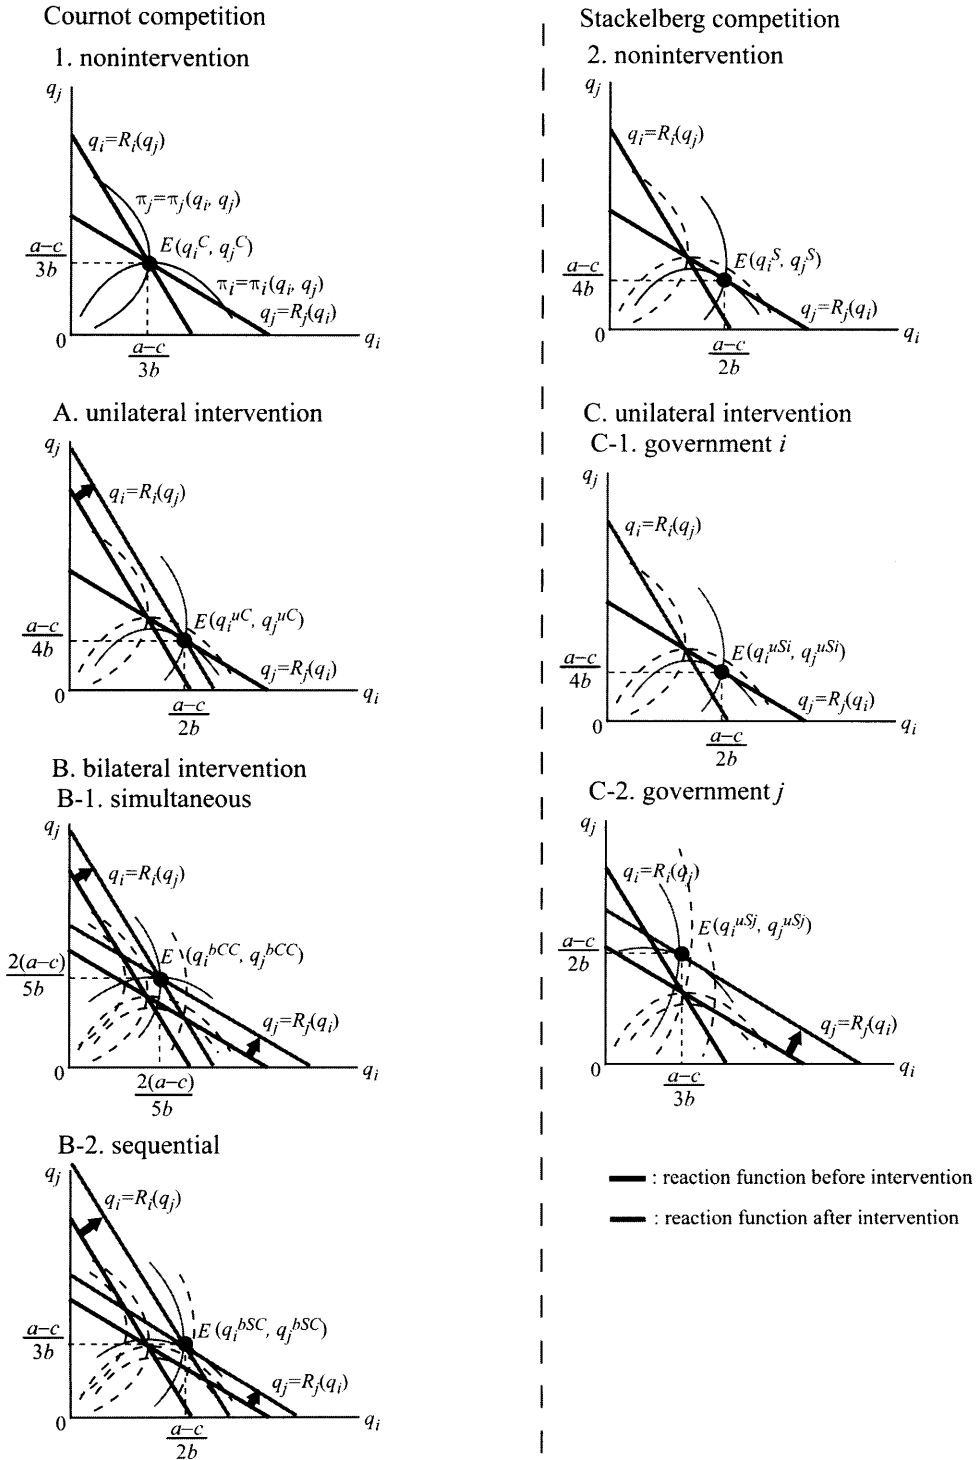 Cournot competition
1. nonintervention
q_j
q_i=R_i(q_j)
π_j=π_j(q_i, q_j)
E(q_i^C, q_j^C)
a−c
3b
π_i=π_i(q_i, q_j)
q_j=R_j(q_i)
0
q_i
a−c
3b
A. unilateral intervention
q_j
q_i=R_i(q_j)
E(q_i^{uC}, q_j^{uC})
a−c
4b
q_j=R_j(q_i)
0
q_i
a−c
2b
B. bilateral intervention
B-1. simultaneous
q_j
q_i=R_i(q_j)
E (q_i^{bCC}, q_j^{bCC})
2(a−c)
5b
q_j=R_j(q_i)
0
q_i
2(a−c)
5b
B-2. sequential
q_j
q_i=R_i(q_j)
E (q_i^{bSC}, q_j^{bSC})
a−c
3b
q_j=R_j(q_i)
0
q_i
a−c
2b
Stackelberg competition
2. nonintervention
q_j
q_i=R_i(q_j)
E(q_i^S, q_j^S)
a−c
4b
q_j=R_j(q_i)
0
q_i
a−c
2b
C. unilateral intervention
C-1. government i
q_j
q_i=R_i(q_j)
E(q_i^{uSi}, q_j^{uSi})
a−c
4b
q_j=R_j(q_i)
0
q_i
a−c
2b
C-2. government j
q_j
q_i=R_i(q_j)
E(q_i^{uSj}, q_j^{uSj})
a−c
2b
q_j=R_j(q_i)
0
q_i
a−c
3b
: reaction function before intervention
: reaction function after intervention